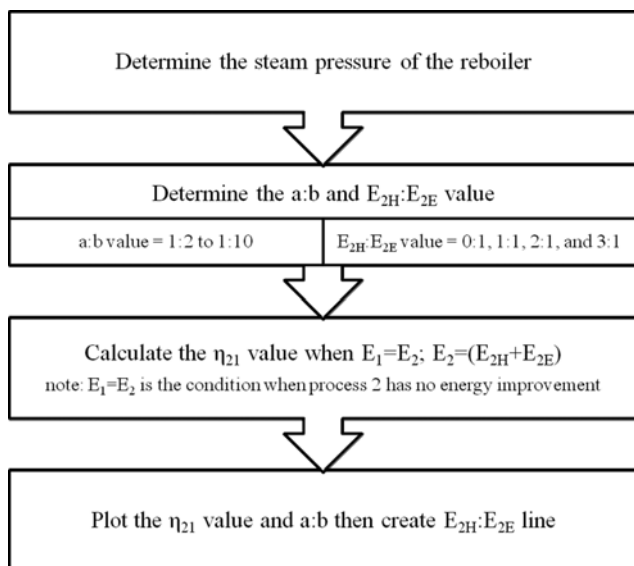 Determine the steam pressure of the reboiler
Determine the a:b and E₂H:E₂E value
a:b value = 1:2 to 1:10
E₂H:E₂E value = 0:1, 1:1, 2:1, and 3:1
Calculate the η₂₁ value when E₁=E₂; E₂=(E₂H+E₂E)
note: E₁=E₂ is the condition when process 2 has no energy improvement
Plot the η₂₁ value and a:b then create E₂H:E₂E line